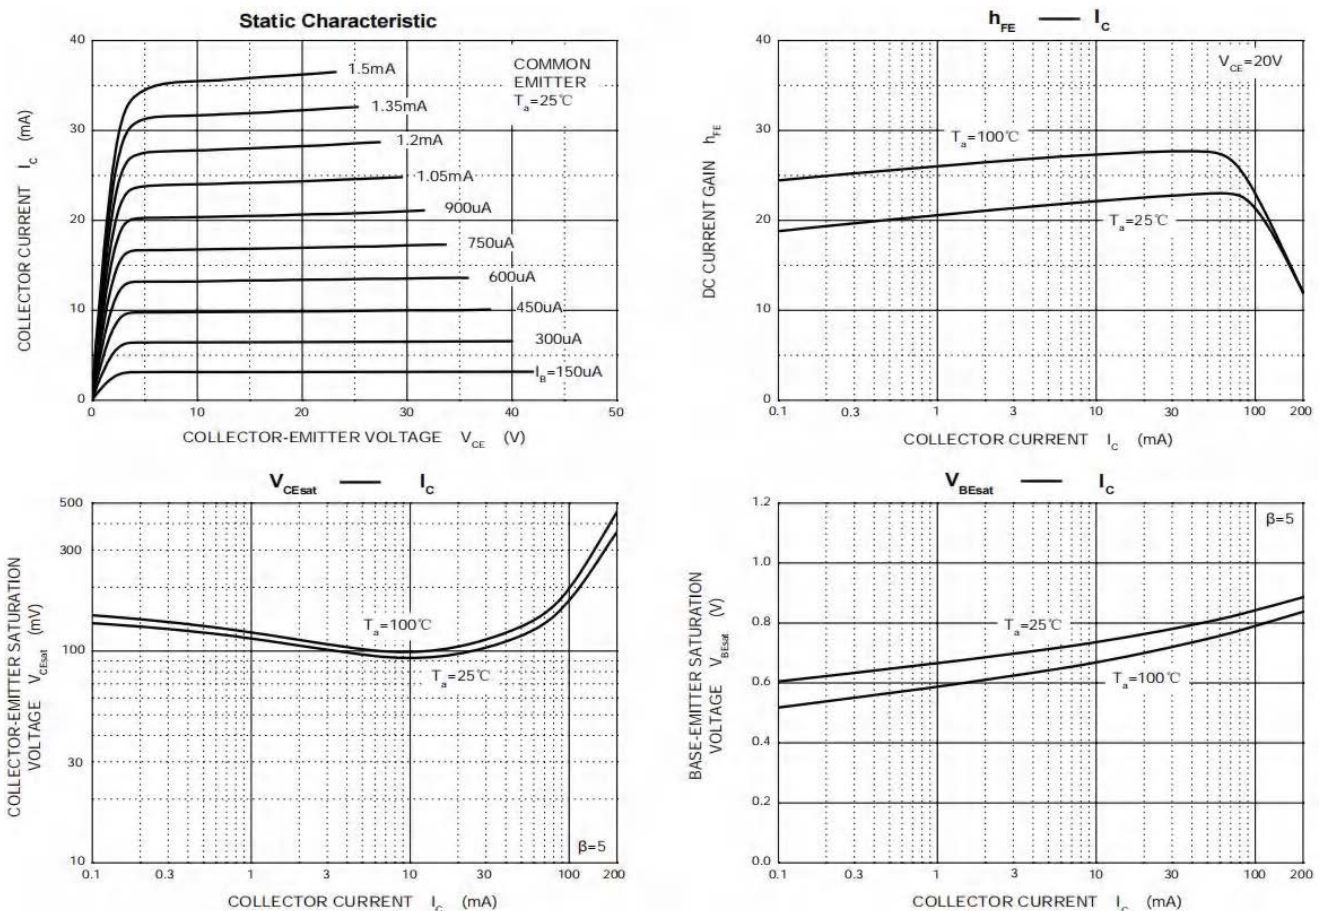 Static Characteristic
COLLECTOR CURRENT I_C (mA)
40
30
20
10
0
0
10
20
30
40
50
COLLECTOR-EMITTER VOLTAGE V_CE (V)
1.5mA
1.35mA
1.2mA
1.05mA
900uA
750uA
600uA
450uA
300uA
I_B=150uA
COMMON
EMITTER
T_a=25℃
h_FE —— I_C
DC CURRENT GAIN h_FE
40
30
20
10
0
0.1
0.3
1
3
10
30
100
200
COLLECTOR CURRENT I_C (mA)
V_CE=20V
T_a=100℃
T_a=25℃
V_CEsat —— I_C
COLLECTOR-EMITTER SATURATION
VOLTAGE V_CEsat (mV)
500
300
100
30
10
0.1
0.3
1
3
10
30
100
200
COLLECTOR CURRENT I_C (mA)
T_a=100℃
T_a=25℃
β=5
V_BEsat —— I_C
BASE-EMITTER SATURATION
VOLTAGE V_BEsat (V)
1.2
1.0
0.8
0.6
0.4
0.2
0.0
0.1
0.3
1
3
10
30
100
200
COLLECTOR CURRENT I_C (mA)
β=5
T_a=25℃
T_a=100℃